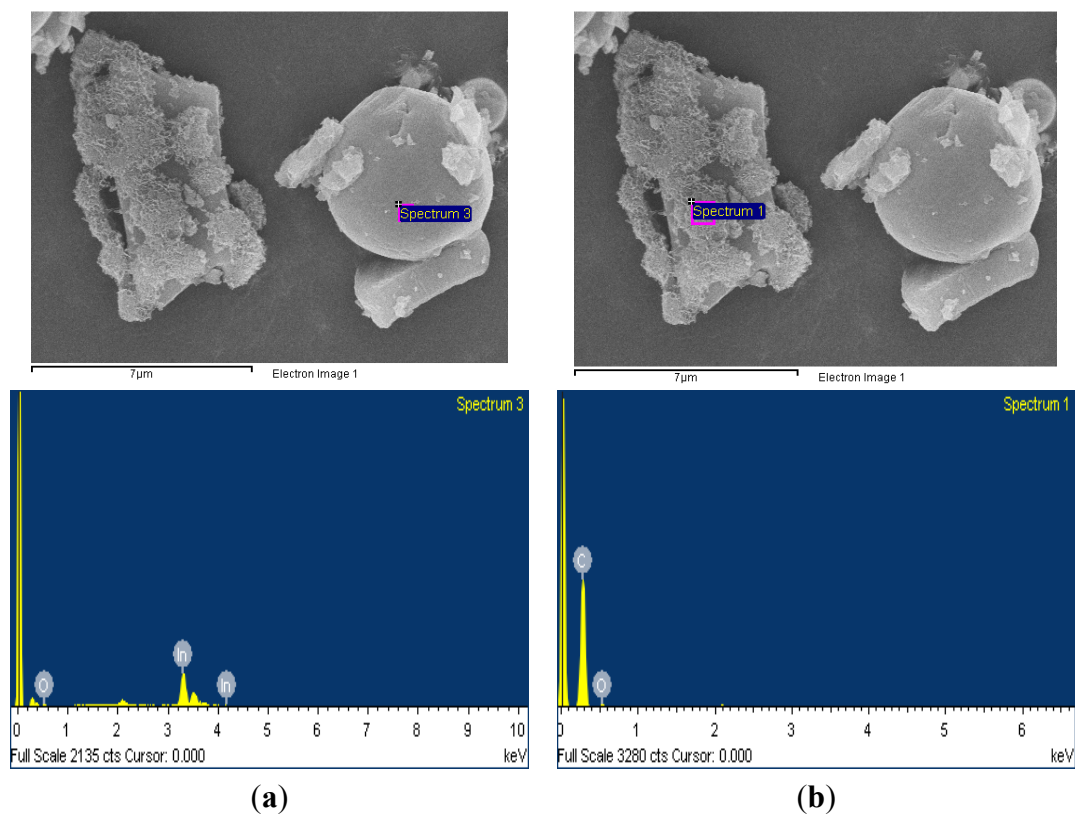 Spectrum 3
7µm
Electron Image 1
Spectrum 1
7µm
Electron Image 1
Spectrum 3
O
In
In
0 1 2 3 4 5 6 7 8 9 10
Full Scale 2135 cts Cursor: 0.000
keV
Spectrum 1
C
O
0 1 2 3 4 5 6
Full Scale 3280 cts Cursor: 0.000
keV
(a)
(b)